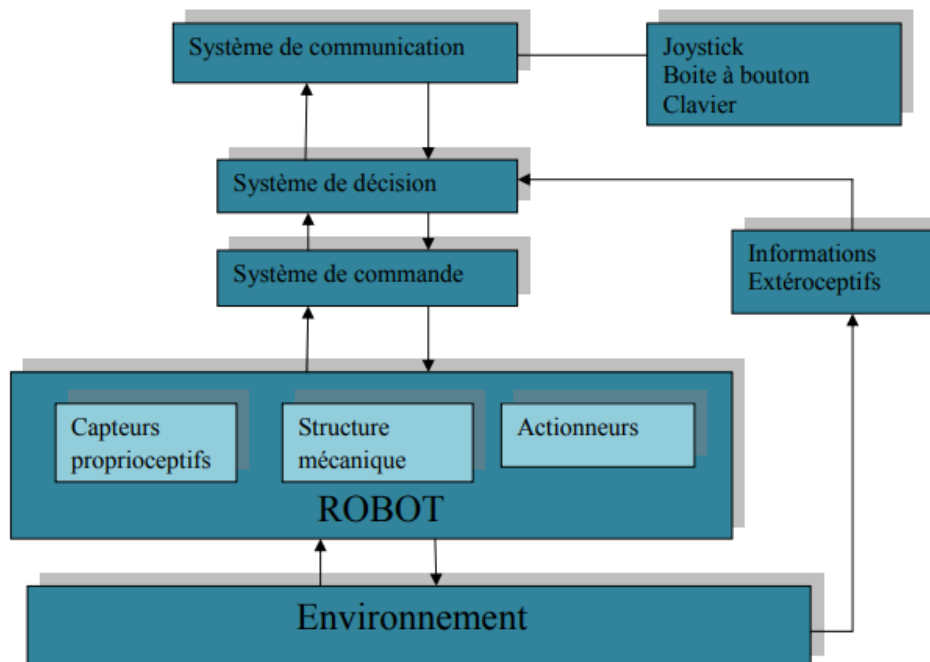 Système de communication
Joystick
Boite à bouton
Clavier
Système de décision
Système de commande
Informations
Extéroceptifs
Capteurs
proprioceptifs
Structure
mécanique
Actionneurs
ROBOT
Environnement